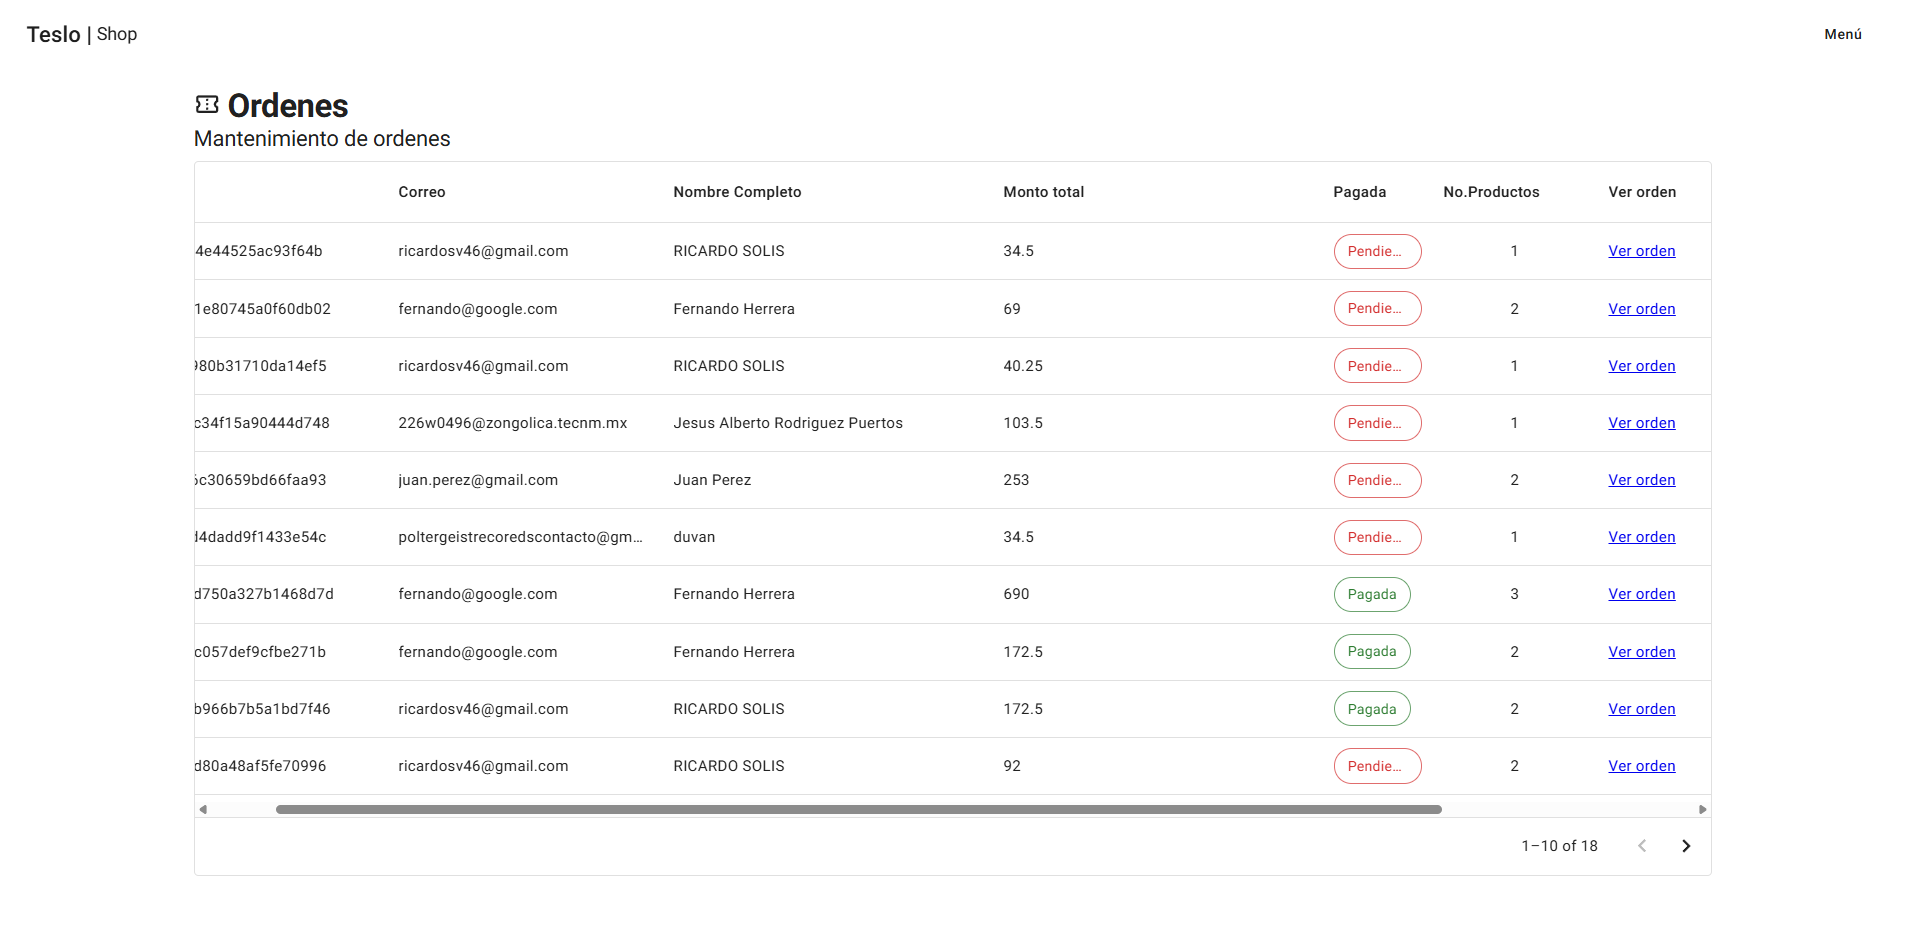 Teslo | Shop
Menú
Ordenes
Mantenimiento de ordenes
Correo Nombre Completo Monto total Pagada No.Productos Ver orden
4e44525ac93f64b ricardosv46@gmail.com RICARDO SOLIS 34.5 Pendie... 1 Ver orden
1e80745a0f60db02 fernando@google.com Fernando Herrera 69 Pendie... 2 Ver orden
980b31710da14ef5 ricardosv46@gmail.com RICARDO SOLIS 40.25 Pendie... 1 Ver orden
c34f15a90444d748 226w0496@zongolica.tecnm.mx Jesus Alberto Rodriguez Puertos 103.5 Pendie... 1 Ver orden
6c30659bd66faa93 juan.perez@gmail.com Juan Perez 253 Pendie... 2 Ver orden
d4dadd9f1433e54c poltergeistrecoredscontacto@gm... duvan 34.5 Pendie... 1 Ver orden
d750a327b1468d7d fernando@google.com Fernando Herrera 690 Pagada 3 Ver orden
c057def9cfbe271b fernando@google.com Fernando Herrera 172.5 Pagada 2 Ver orden
b966b7b5a1bd7f46 ricardosv46@gmail.com RICARDO SOLIS 172.5 Pagada 2 Ver orden
d80a48af5fe70996 ricardosv46@gmail.com RICARDO SOLIS 92 Pendie... 2 Ver orden
1–10 of 18